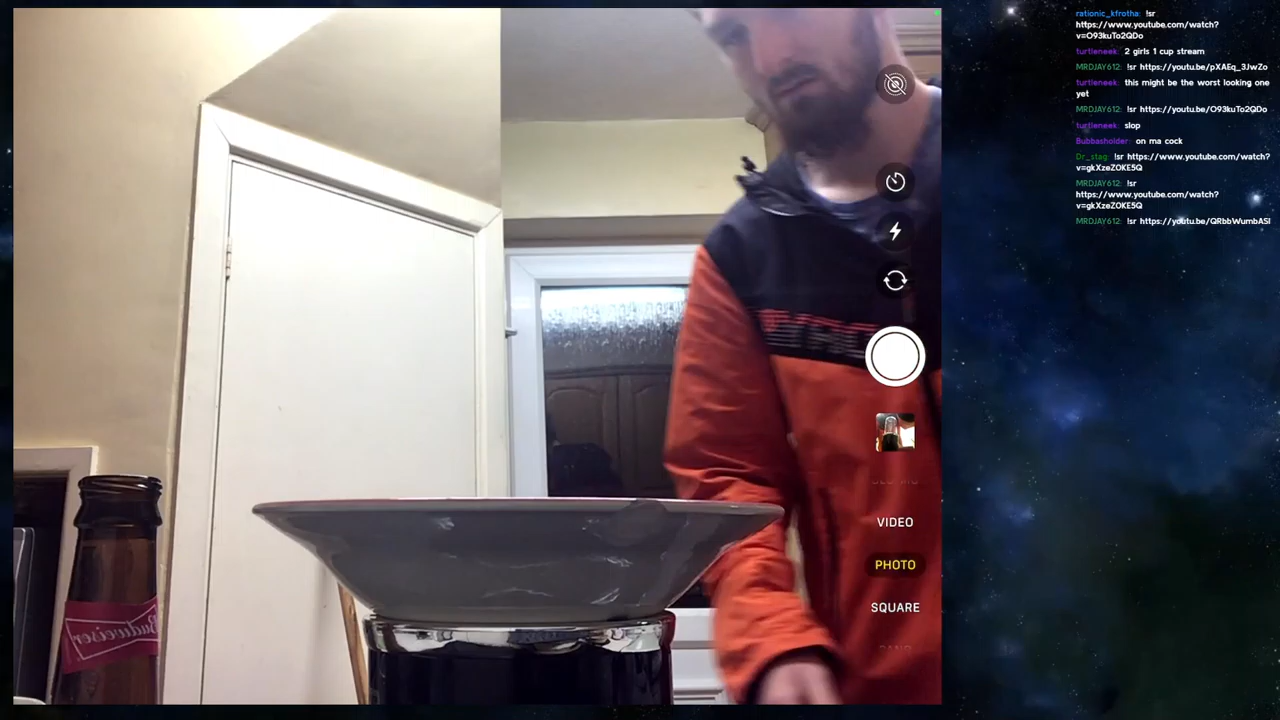 rationic_kfrotha: !sr
https://www.youtube.com/watch?
v=O93kuTo2QDo
turtleneek: 2 girls 1 cup stream
MRDJAY612: !sr https://youtu.be/pXAEq_3JwZo
turtleneek: this might be the worst looking one
yet
MRDJAY612: !sr https://youtu.be/O93kuTo2QDo
turtleneek: slop
Bubbasholder: on ma cock
Dr_stag: !sr https://www.youtube.com/watch?
v=gkXzeZOKE5Q
MRDJAY612: !sr
https://www.youtube.com/watch?
v=gkXzeZOKE5Q
MRDJAY612: !sr https://youtu.be/QRbbWumbASI
VIDEO
PHOTO
SQUARE
Budweiser